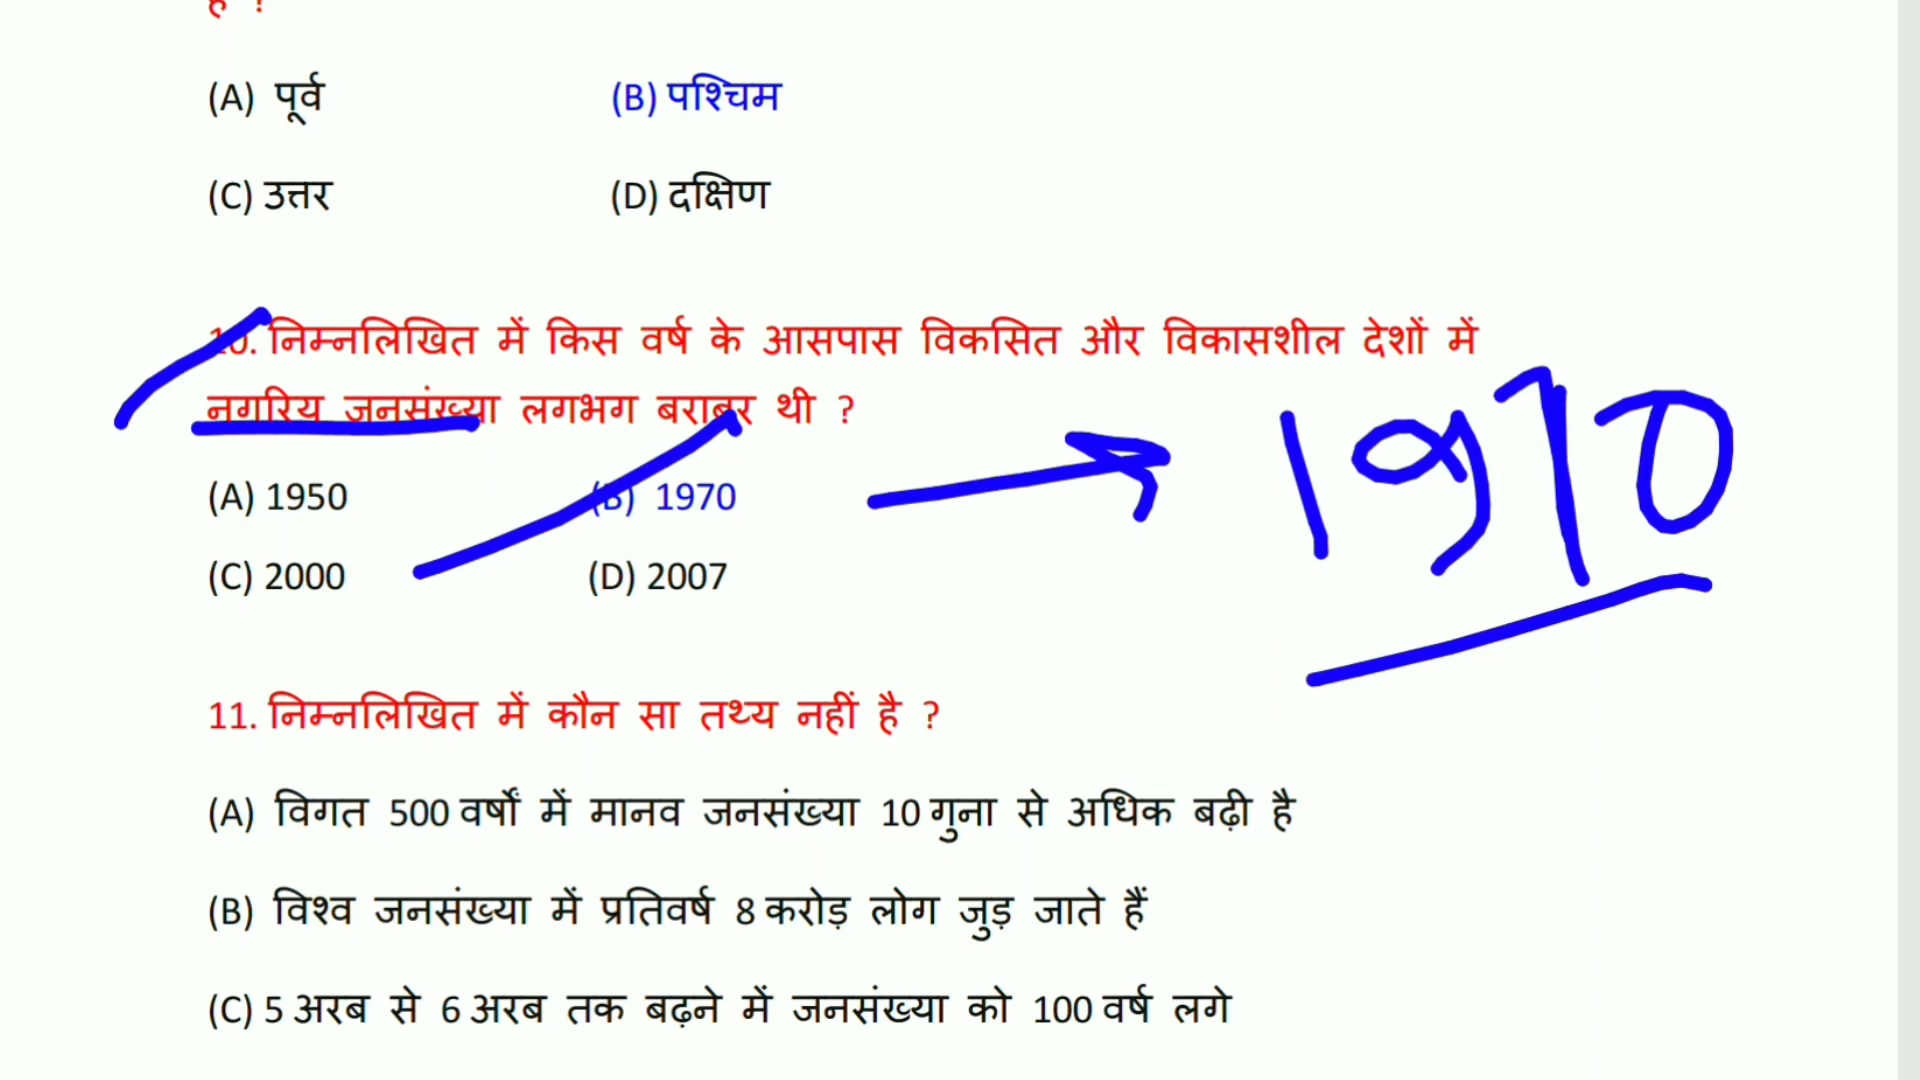 है ?
(A) पूर्व (B) पश्चिम
(C) उत्तर (D) दक्षिण
10. निम्नलिखित में किस वर्ष के आसपास विकसित और विकासशील देशों में
नगरिय जनसंख्या लगभग बराबर थी ?
1970
(A) 1950 (B) 1970
(C) 2000 (D) 2007
11. निम्नलिखित में कौन सा तथ्य नहीं है ?
(A) विगत 500 वर्षों में मानव जनसंख्या 10 गुना से अधिक बढ़ी है
(B) विश्व जनसंख्या में प्रतिवर्ष 8 करोड़ लोग जुड़ जाते हैं
(C) 5 अरब से 6 अरब तक बढ़ने में जनसंख्या को 100 वर्ष लगे